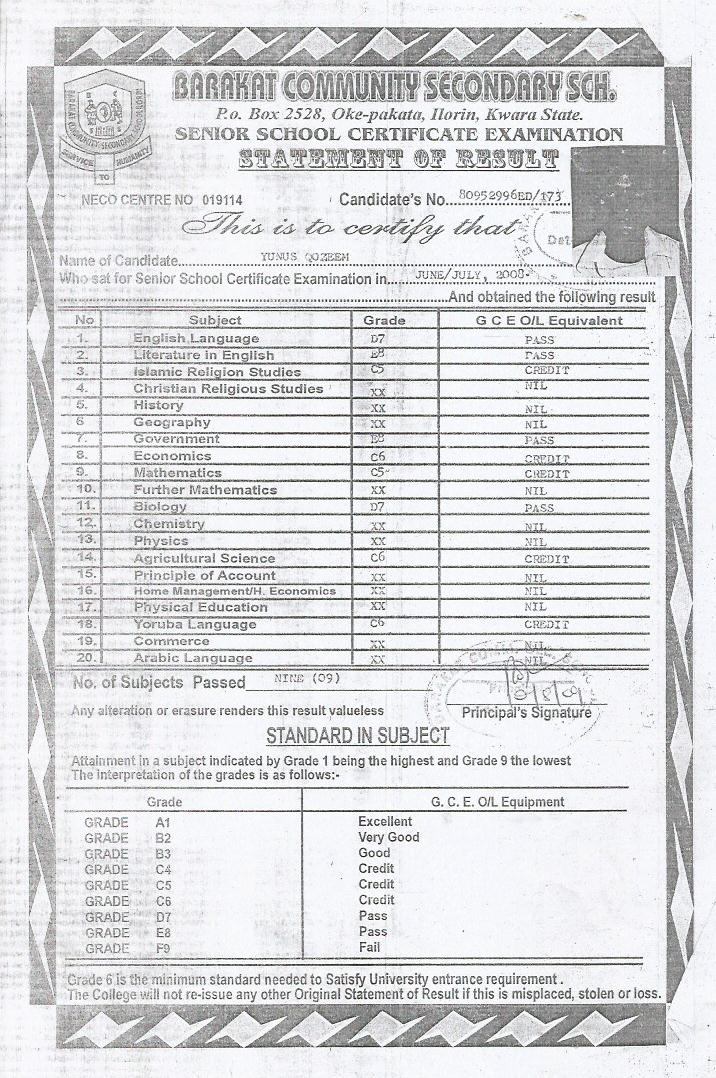 BARAKAT COMMUNITY SECONDARY SCH.
P.o. Box 2528, Oke-pakata, Ilorin, Kwara State.
SENIOR SCHOOL CERTIFICATE EXAMINATION
STATEMENT OF RESULT
BARAKAT COMMUNITY SECONDARY SCHOOL
SERVICE TO HUMANITY
NECO CENTRE NO 019114 Candidate's No. 80952996ED/173
This is to certify that
Name of Candidate YUNUS QOZEEM
Who sat for Senior School Certificate Examination in JUNE/JULY, 2008.
And obtained the following result
No Subject Grade G C E O/L Equivalent
1. English Language D7 PASS
2. Literature in English E8 PASS
3. Islamic Religion Studies C5 CREDIT
4. Christian Religious Studies XX NIL
5. History XX NIL
6 Geography XX NIL
7. Government E8 PASS
8. Economics C6 CREDIT
9. Mathematics C5 CREDIT
10. Further Mathematics XX NIL
11. Biology D7 PASS
12. Chemistry XX NIL
13. Physics XX NIL
14. Agricultural Science C6 CREDIT
15. Principle of Account XX NIL
16. Home Management/H. Economics XX NIL
17. Physical Education XX NIL
18. Yoruba Language C6 CREDIT
19. Commerce XX NIL
20. Arabic Language XX NIL
No. of Subjects Passed NINE (09)
Any alteration or erasure renders this result valueless
Principal's Signature
STANDARD IN SUBJECT
Attainment in a subject indicated by Grade 1 being the highest and Grade 9 the lowest
The interpretation of the grades is as follows:-
Grade G. C. E. O/L Equipment
GRADE A1 Excellent
GRADE B2 Very Good
GRADE B3 Good
GRADE C4 Credit
GRADE C5 Credit
GRADE C6 Credit
GRADE D7 Pass
GRADE E8 Pass
GRADE F9 Fail
Grade 6 is the minimum standard needed to Satisfy University entrance requirement .
The College will not re-issue any other Original Statement of Result if this is misplaced, stolen or loss.